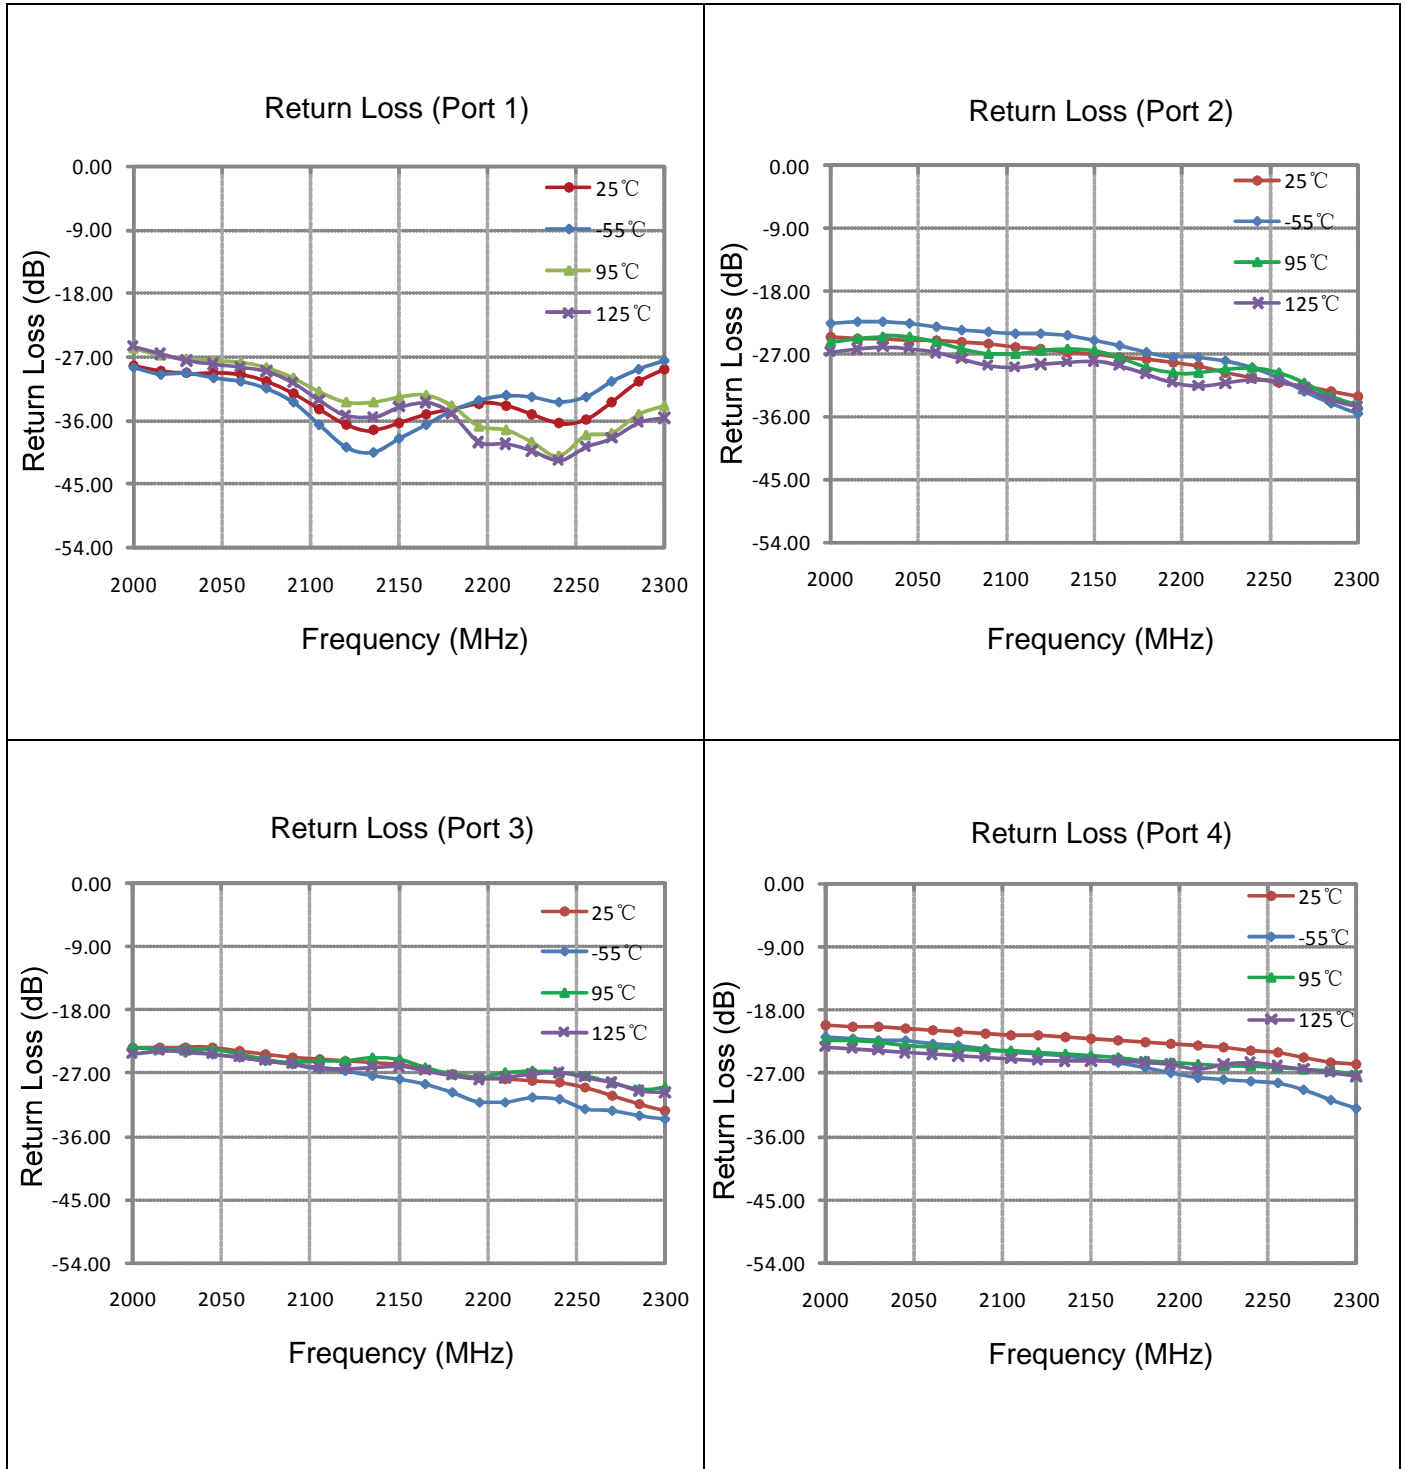 Return Loss (Port 1)
Return Loss (dB)
0.00
-9.00
-18.00
-27.00
-36.00
-45.00
-54.00
25℃
-55℃
95℃
125℃
2000 2050 2100 2150 2200 2250 2300
Frequency (MHz)
Return Loss (Port 2)
Return Loss (dB)
0.00
-9.00
-18.00
-27.00
-36.00
-45.00
-54.00
25℃
-55℃
95℃
125℃
2000 2050 2100 2150 2200 2250 2300
Frequency (MHz)
Return Loss (Port 3)
Return Loss (dB)
0.00
-9.00
-18.00
-27.00
-36.00
-45.00
-54.00
25℃
-55℃
95℃
125℃
2000 2050 2100 2150 2200 2250 2300
Frequency (MHz)
Return Loss (Port 4)
Return Loss (dB)
0.00
-9.00
-18.00
-27.00
-36.00
-45.00
-54.00
25℃
-55℃
95℃
125℃
2000 2050 2100 2150 2200 2250 2300
Frequency (MHz)